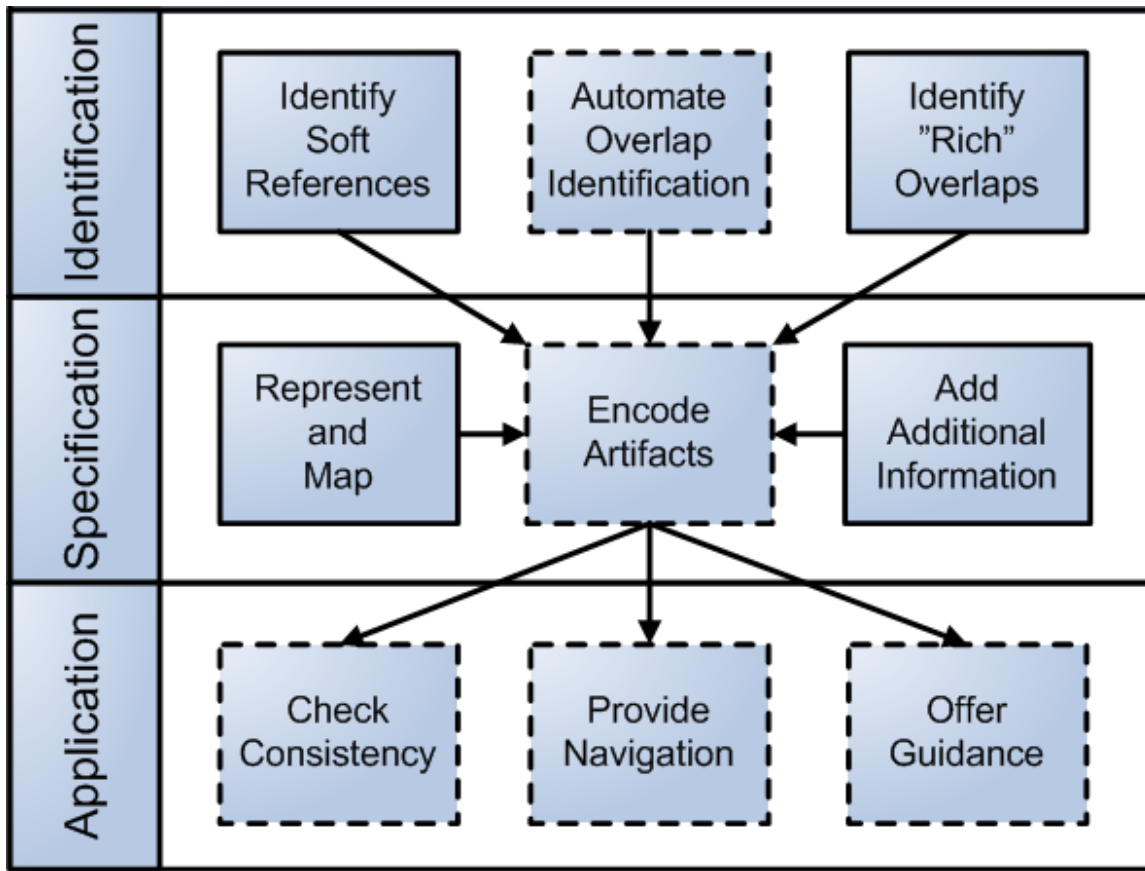 Identification
Identify
Soft
References
Automate
Overlap
Identification
Identify
”Rich”
Overlaps
Specification
Represent
and
Map
Encode
Artifacts
Add
Additional
Information
Application
Check
Consistency
Provide
Navigation
Offer
Guidance